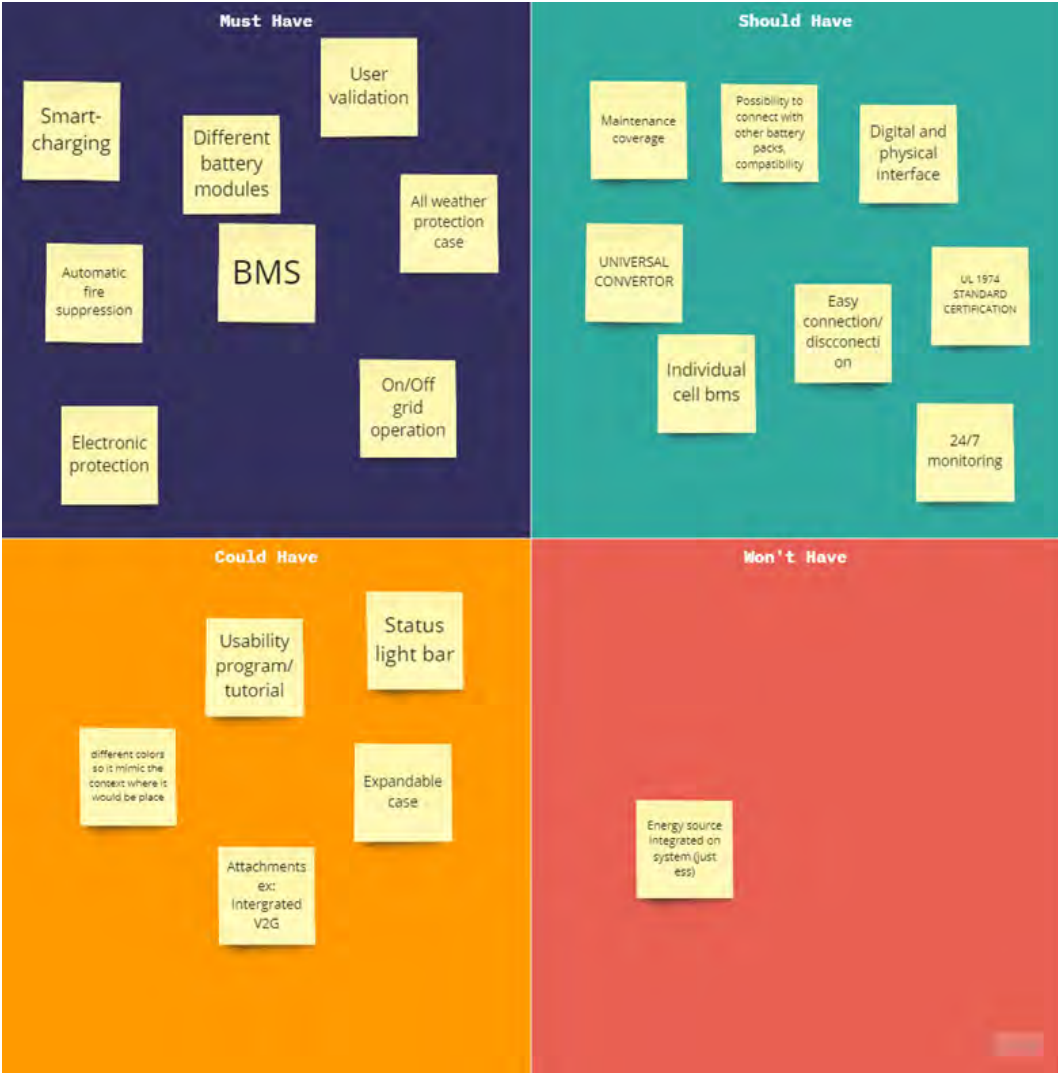 Must Have
User
validation
Smart-
charging
Different
battery
modules
All weather
protection
case
BMS
Automatic
fire
suppression
On/Off
grid
operation
Electronic
protection
Should Have
Maintenance
coverage
Possibility to
connect with
other battery
packs,
compatibility
Digital and
physical
interface
UNIVERSAL
CONVERTOR
UL 1974
STANDARD
CERTIFICATION
Easy
connection/
discconecti
on
Individual
cell bms
24/7
monitoring
Could Have
Status
light bar
Usability
program/
tutorial
different colors
so it mimic the
context where it
would be place
Expandable
case
Attachments
ex:
Intergrated
V2G
Won't Have
Energy source
integrated on
system (just
ess)